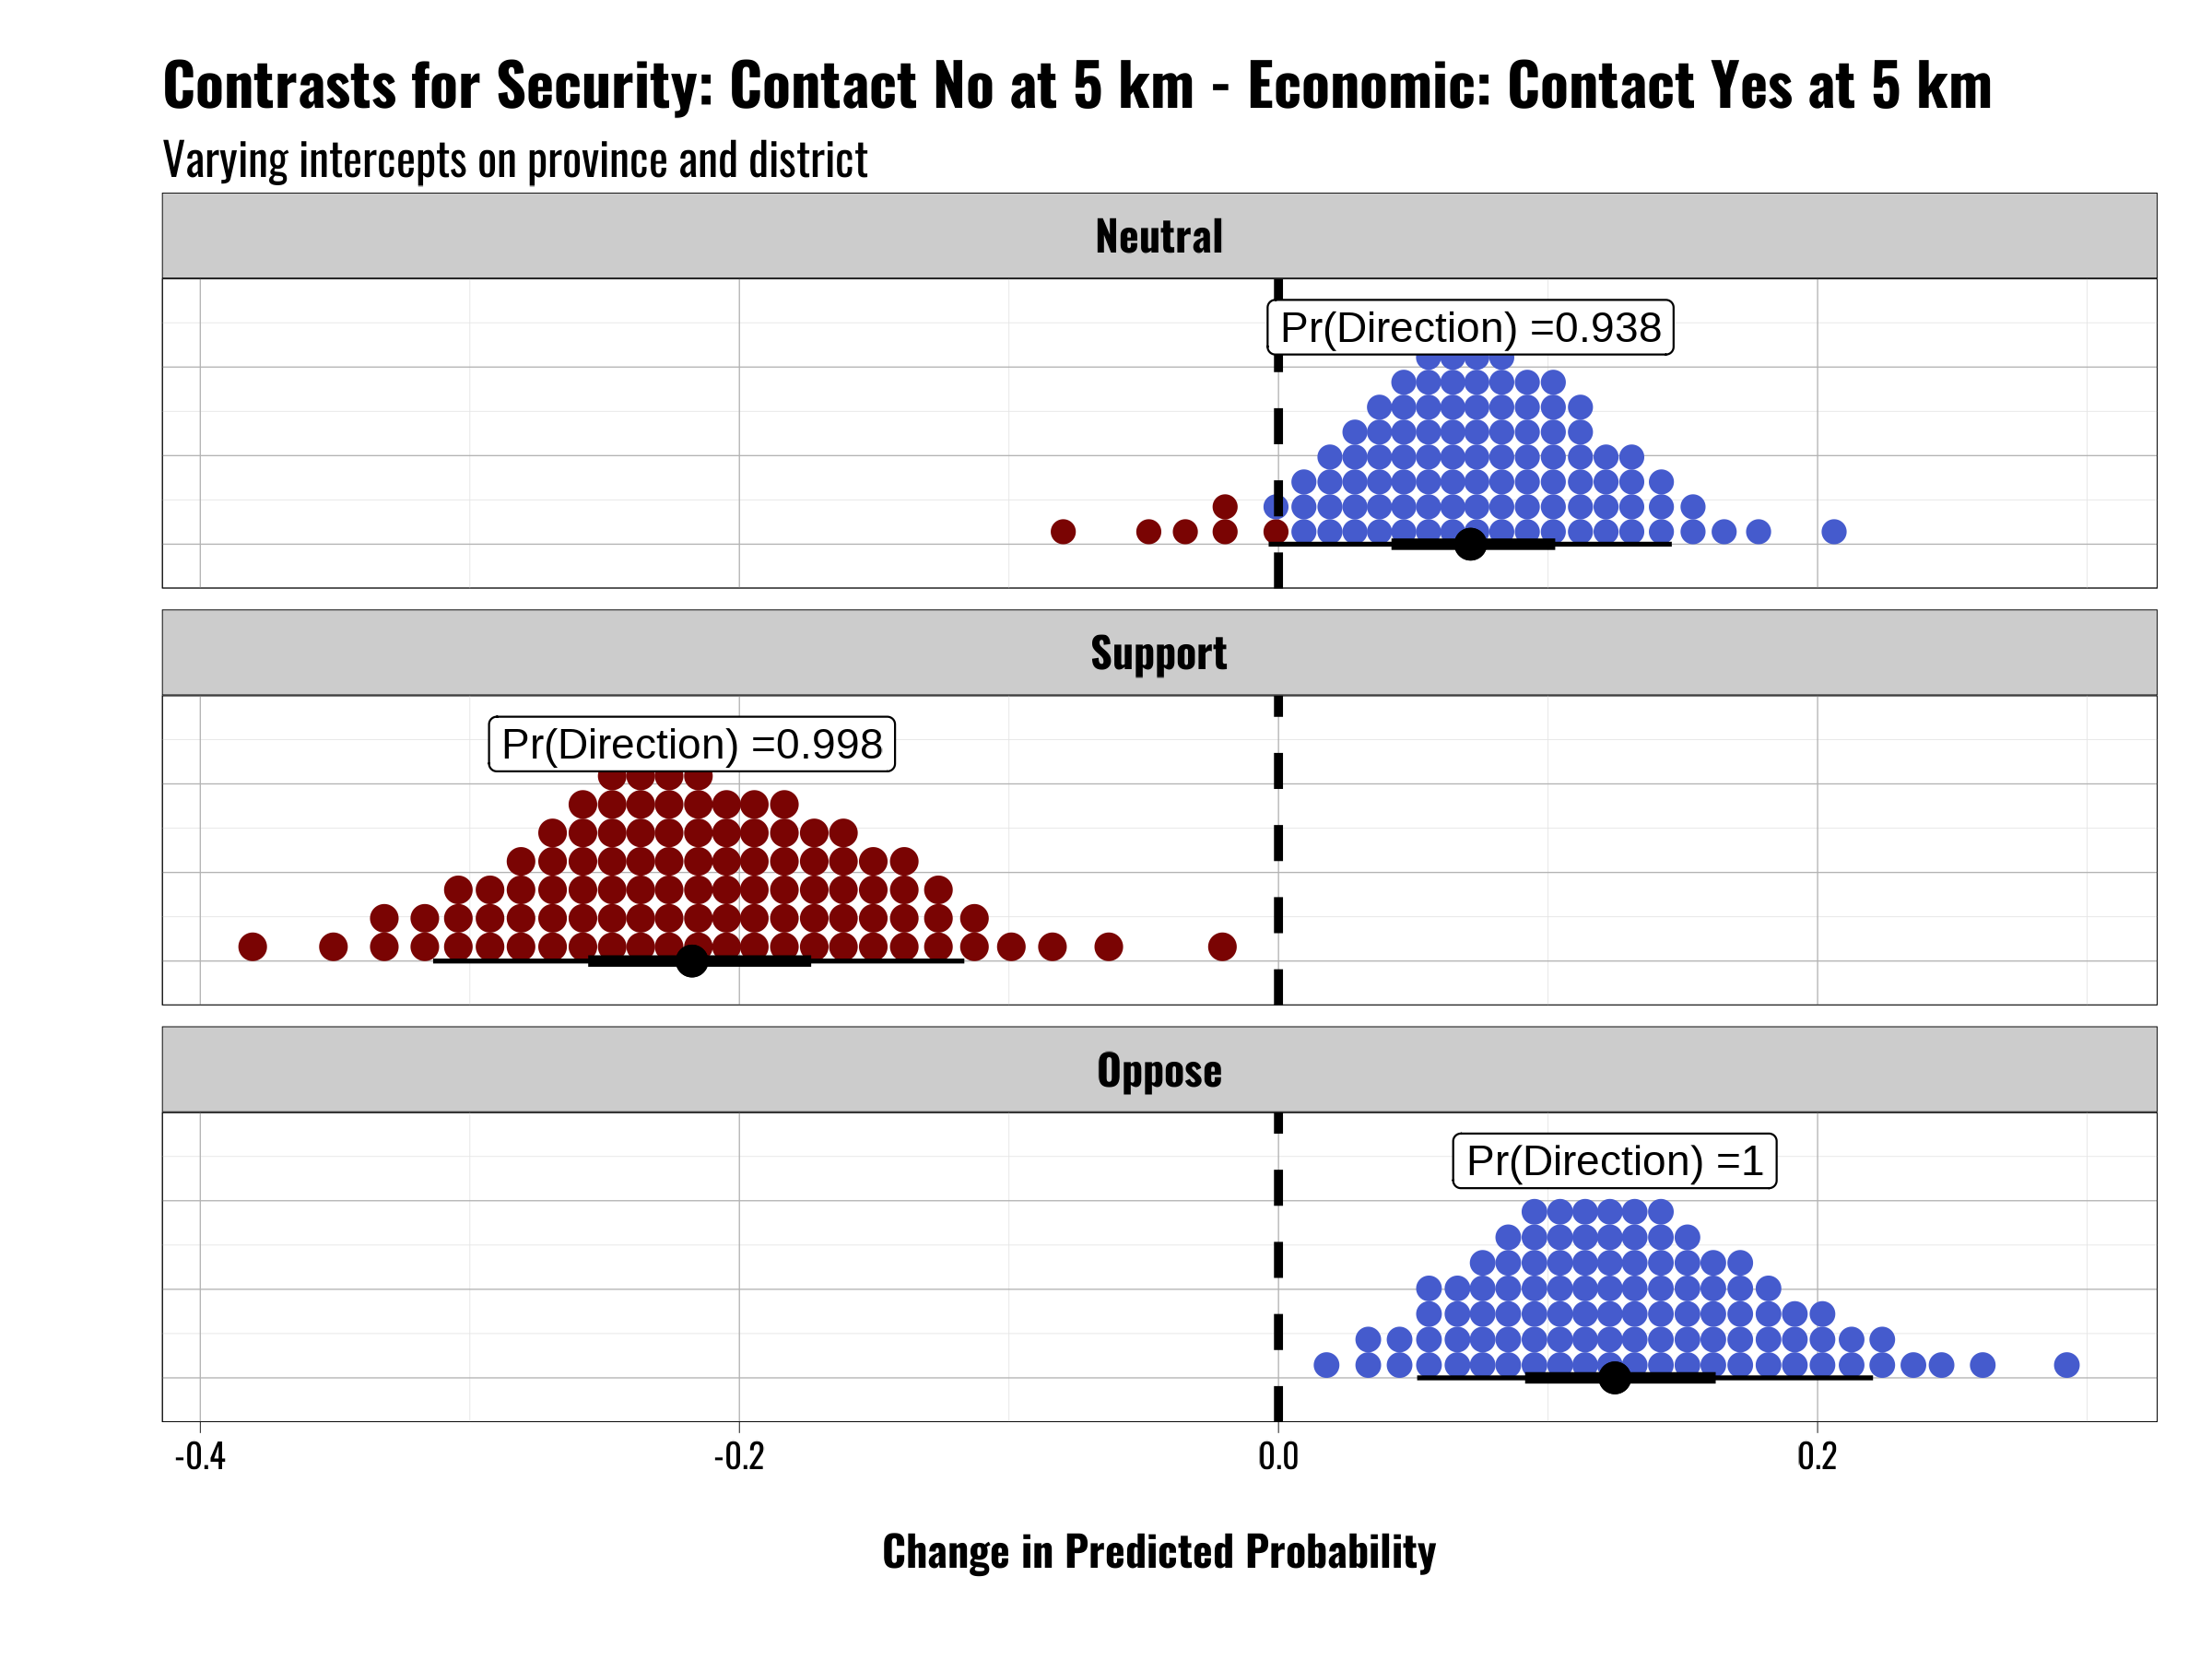 Contrasts for Security: Contact No at 5 km - Economic: Contact Yes at 5 km
Varying intercepts on province and district
Neutral
Pr(Direction) =0.938
Support
Pr(Direction) =0.998
Oppose
Pr(Direction) =1
-0.4 -0.2 0.0 0.2
Change in Predicted Probability